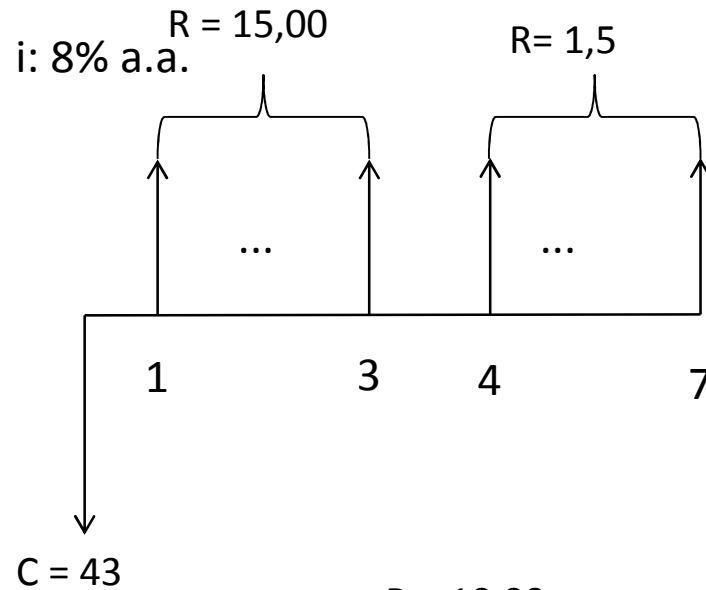 R = 15,00
i: 8% a.a.
R= 1,5
...
...
1
3
4
7
C = 43